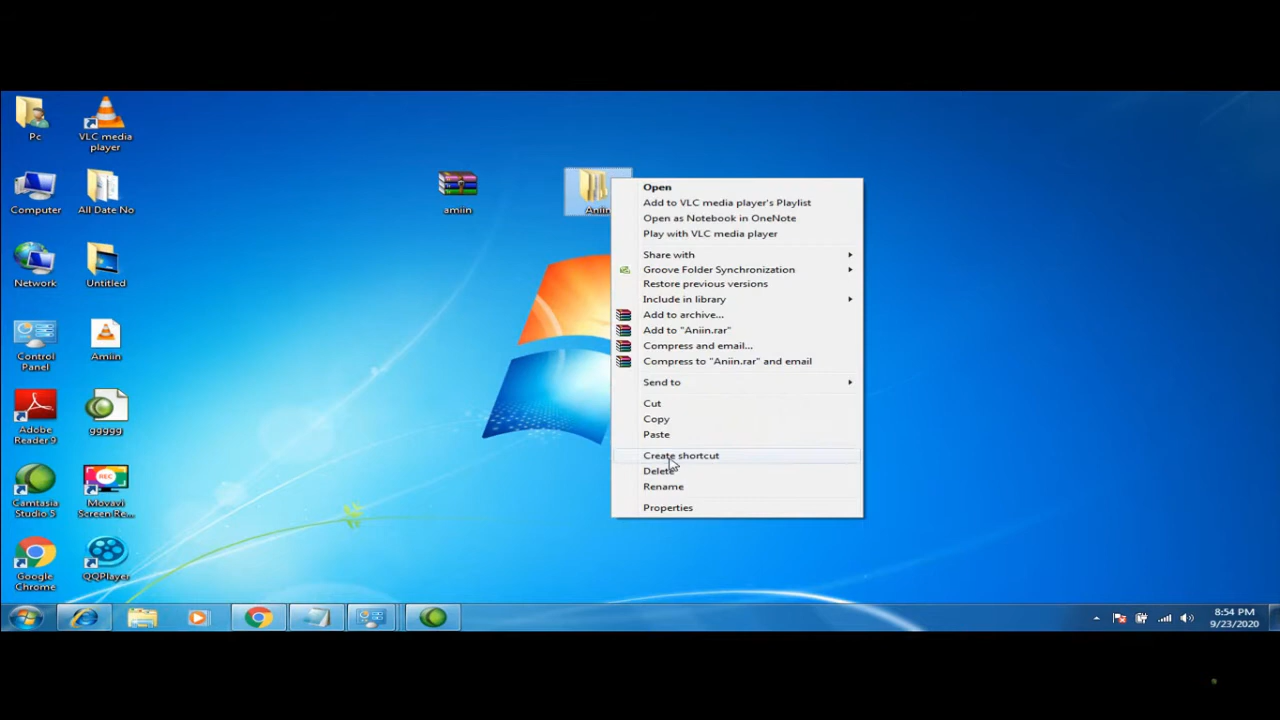 Pc
VLC media
player
Computer
All Date No
amiin
Aniin
Network
Untitled
Control
Panel
Amiin
Adobe
Reader 9
ggggg
Camtasia
Studio 5
REC
Movavi
Screen Re...
Google
Chrome
QQPlayer
Open
Add to VLC media player's Playlist
Open as Notebook in OneNote
Play with VLC media player
Share with
Groove Folder Synchronization
Restore previous versions
Include in library
Add to archive...
Add to "Aniin.rar"
Compress and email...
Compress to "Aniin.rar" and email
Send to
Cut
Copy
Paste
Create shortcut
Delete
Rename
Properties
8:54 PM
9/23/2020